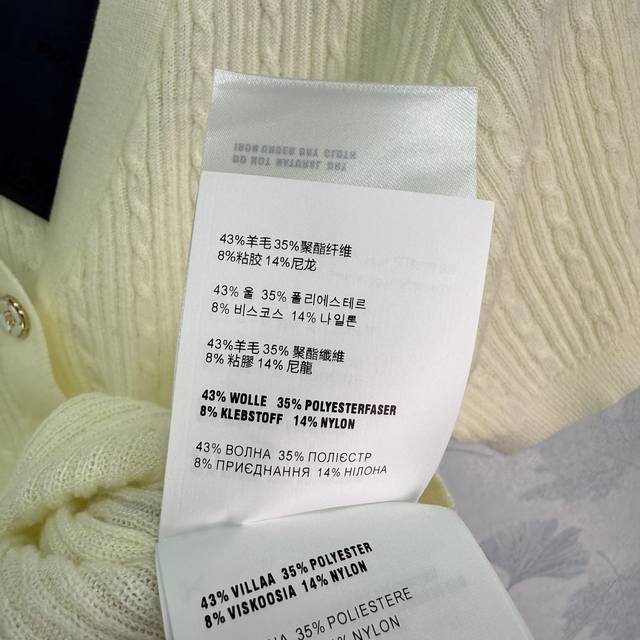 IRON UNDER DRY CLOTH
DO NOT NATURAL DRY
43%羊毛 35%聚酯纤维
8%粘胶 14%尼龙
43% 울 35% 폴리에스테르
8% 비스코스 14% 나일론
43%羊毛 35% 聚酯纖維
8% 粘膠 14% 尼龍
43% WOLLE 35% POLYESTERFASER
8% KLEBSTOFF 14% NYLON
43% ВОЛНА 35% ПОЛІЄСТР
8% ПРИЄДНАННЯ 14% НІЛОНА
43% VILLAA 35% POLYESTER
8% VISKOOSIA 14% NYLON
35% POLIESTERE
14% NYLON